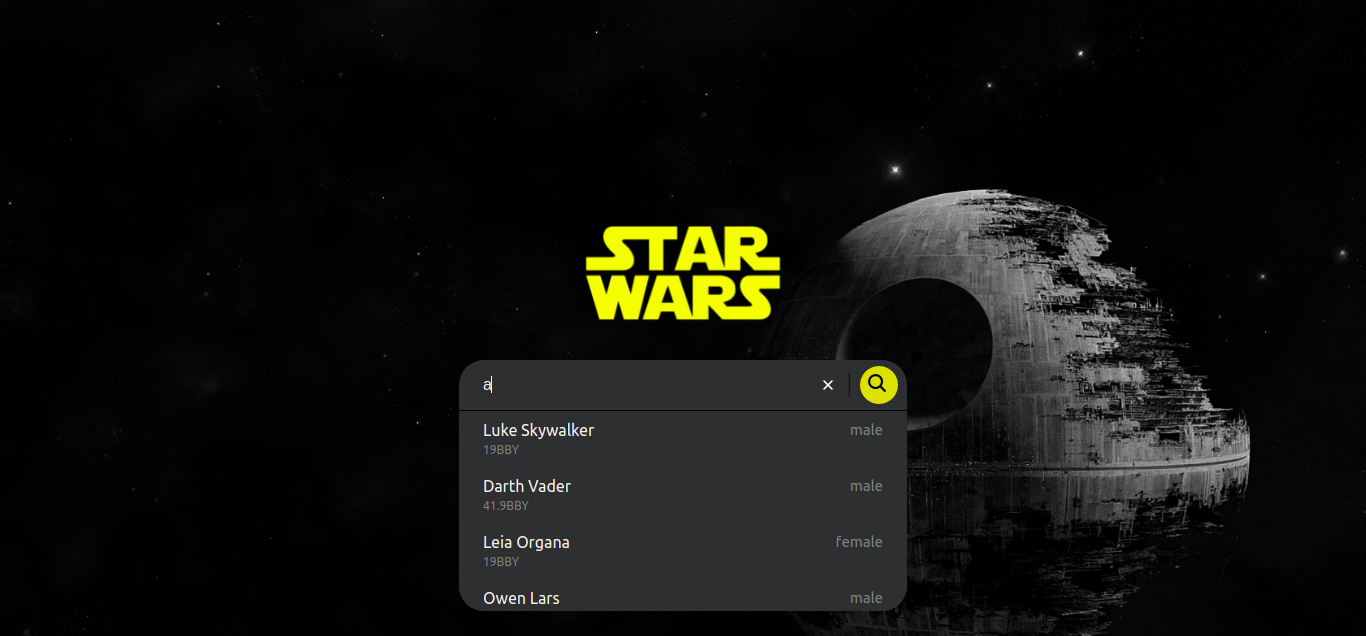 STAR
WARS
a
Luke Skywalker male
19BBY
Darth Vader male
41.9BBY
Leia Organa female
19BBY
Owen Lars male